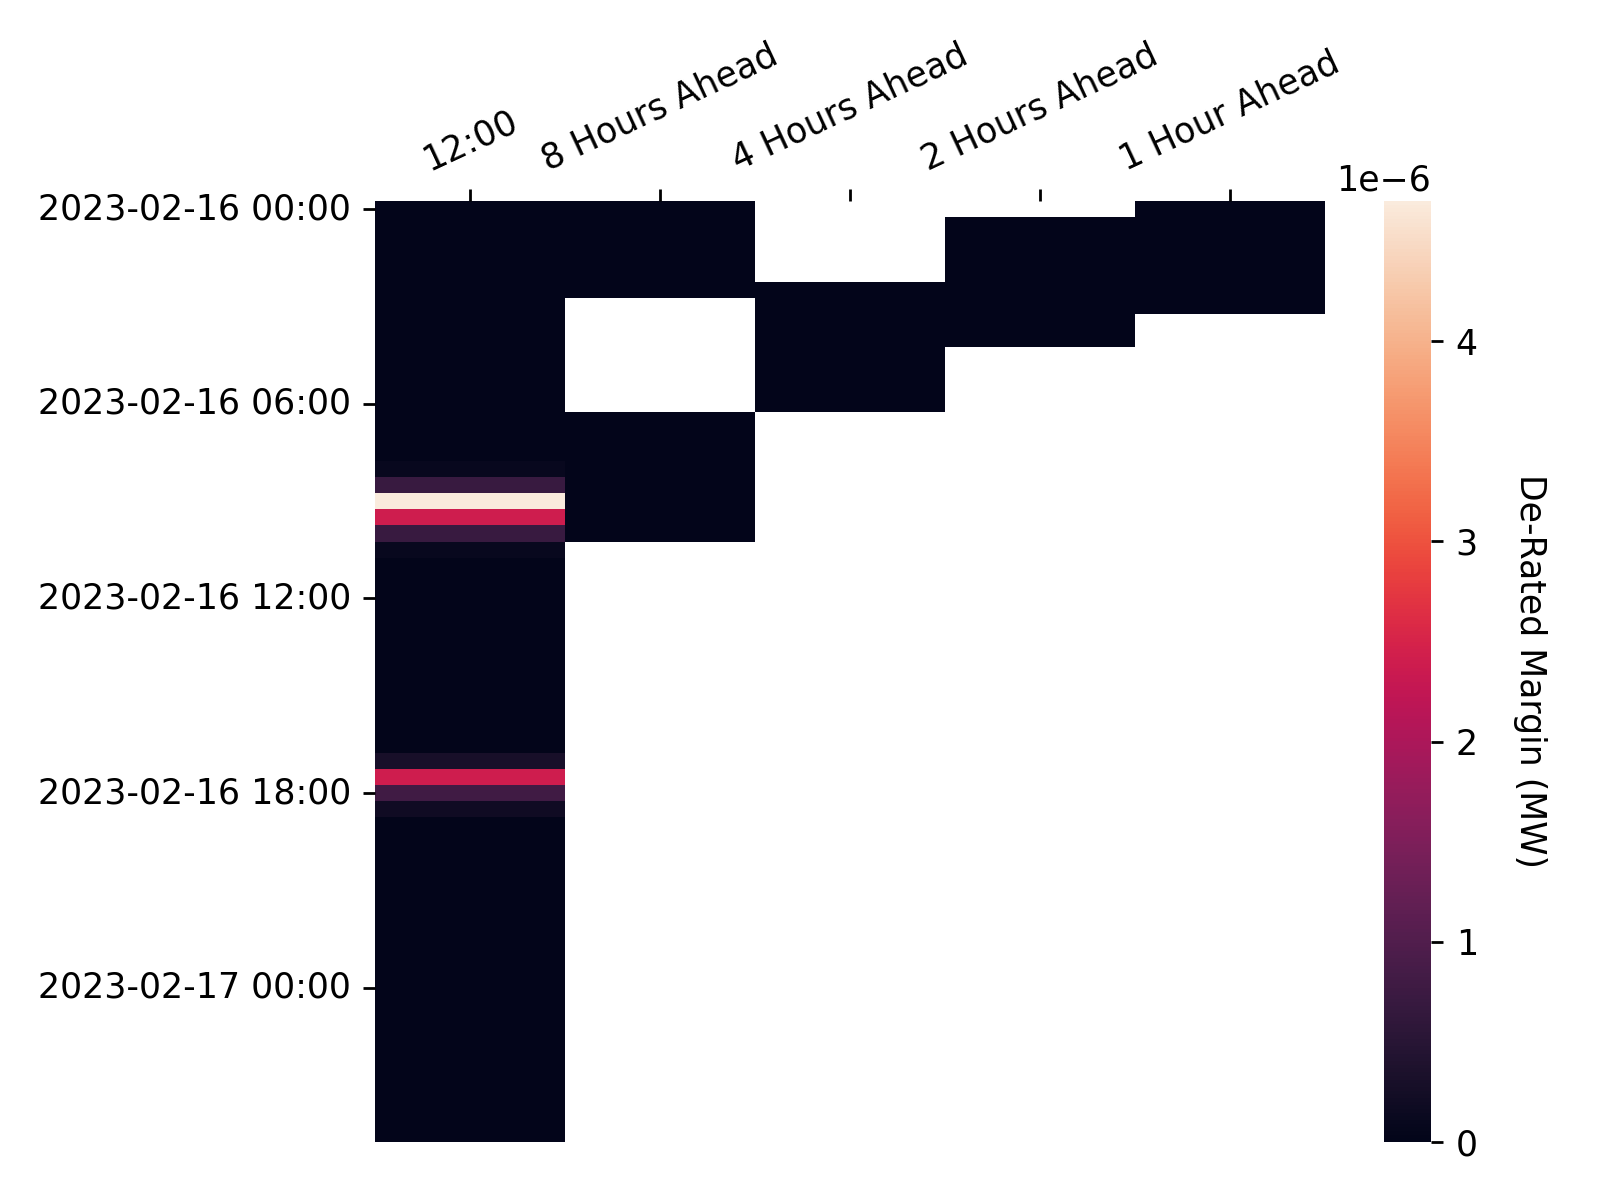 12:00
8 Hours Ahead
4 Hours Ahead
2 Hours Ahead
1 Hour Ahead
1e−6
2023-02-16 00:00
2023-02-16 06:00
2023-02-16 12:00
2023-02-16 18:00
2023-02-17 00:00
4
3
2
1
0
De-Rated Margin (MW)